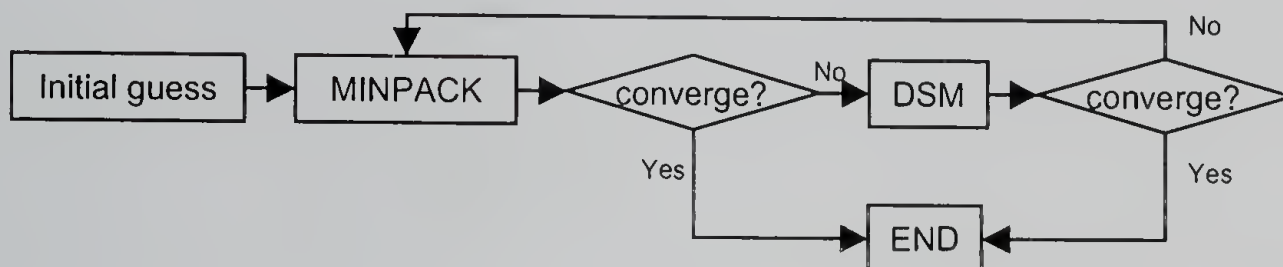 No
Initial guess
MINPACK
converge?
No
DSM
converge?
Yes
Yes
END